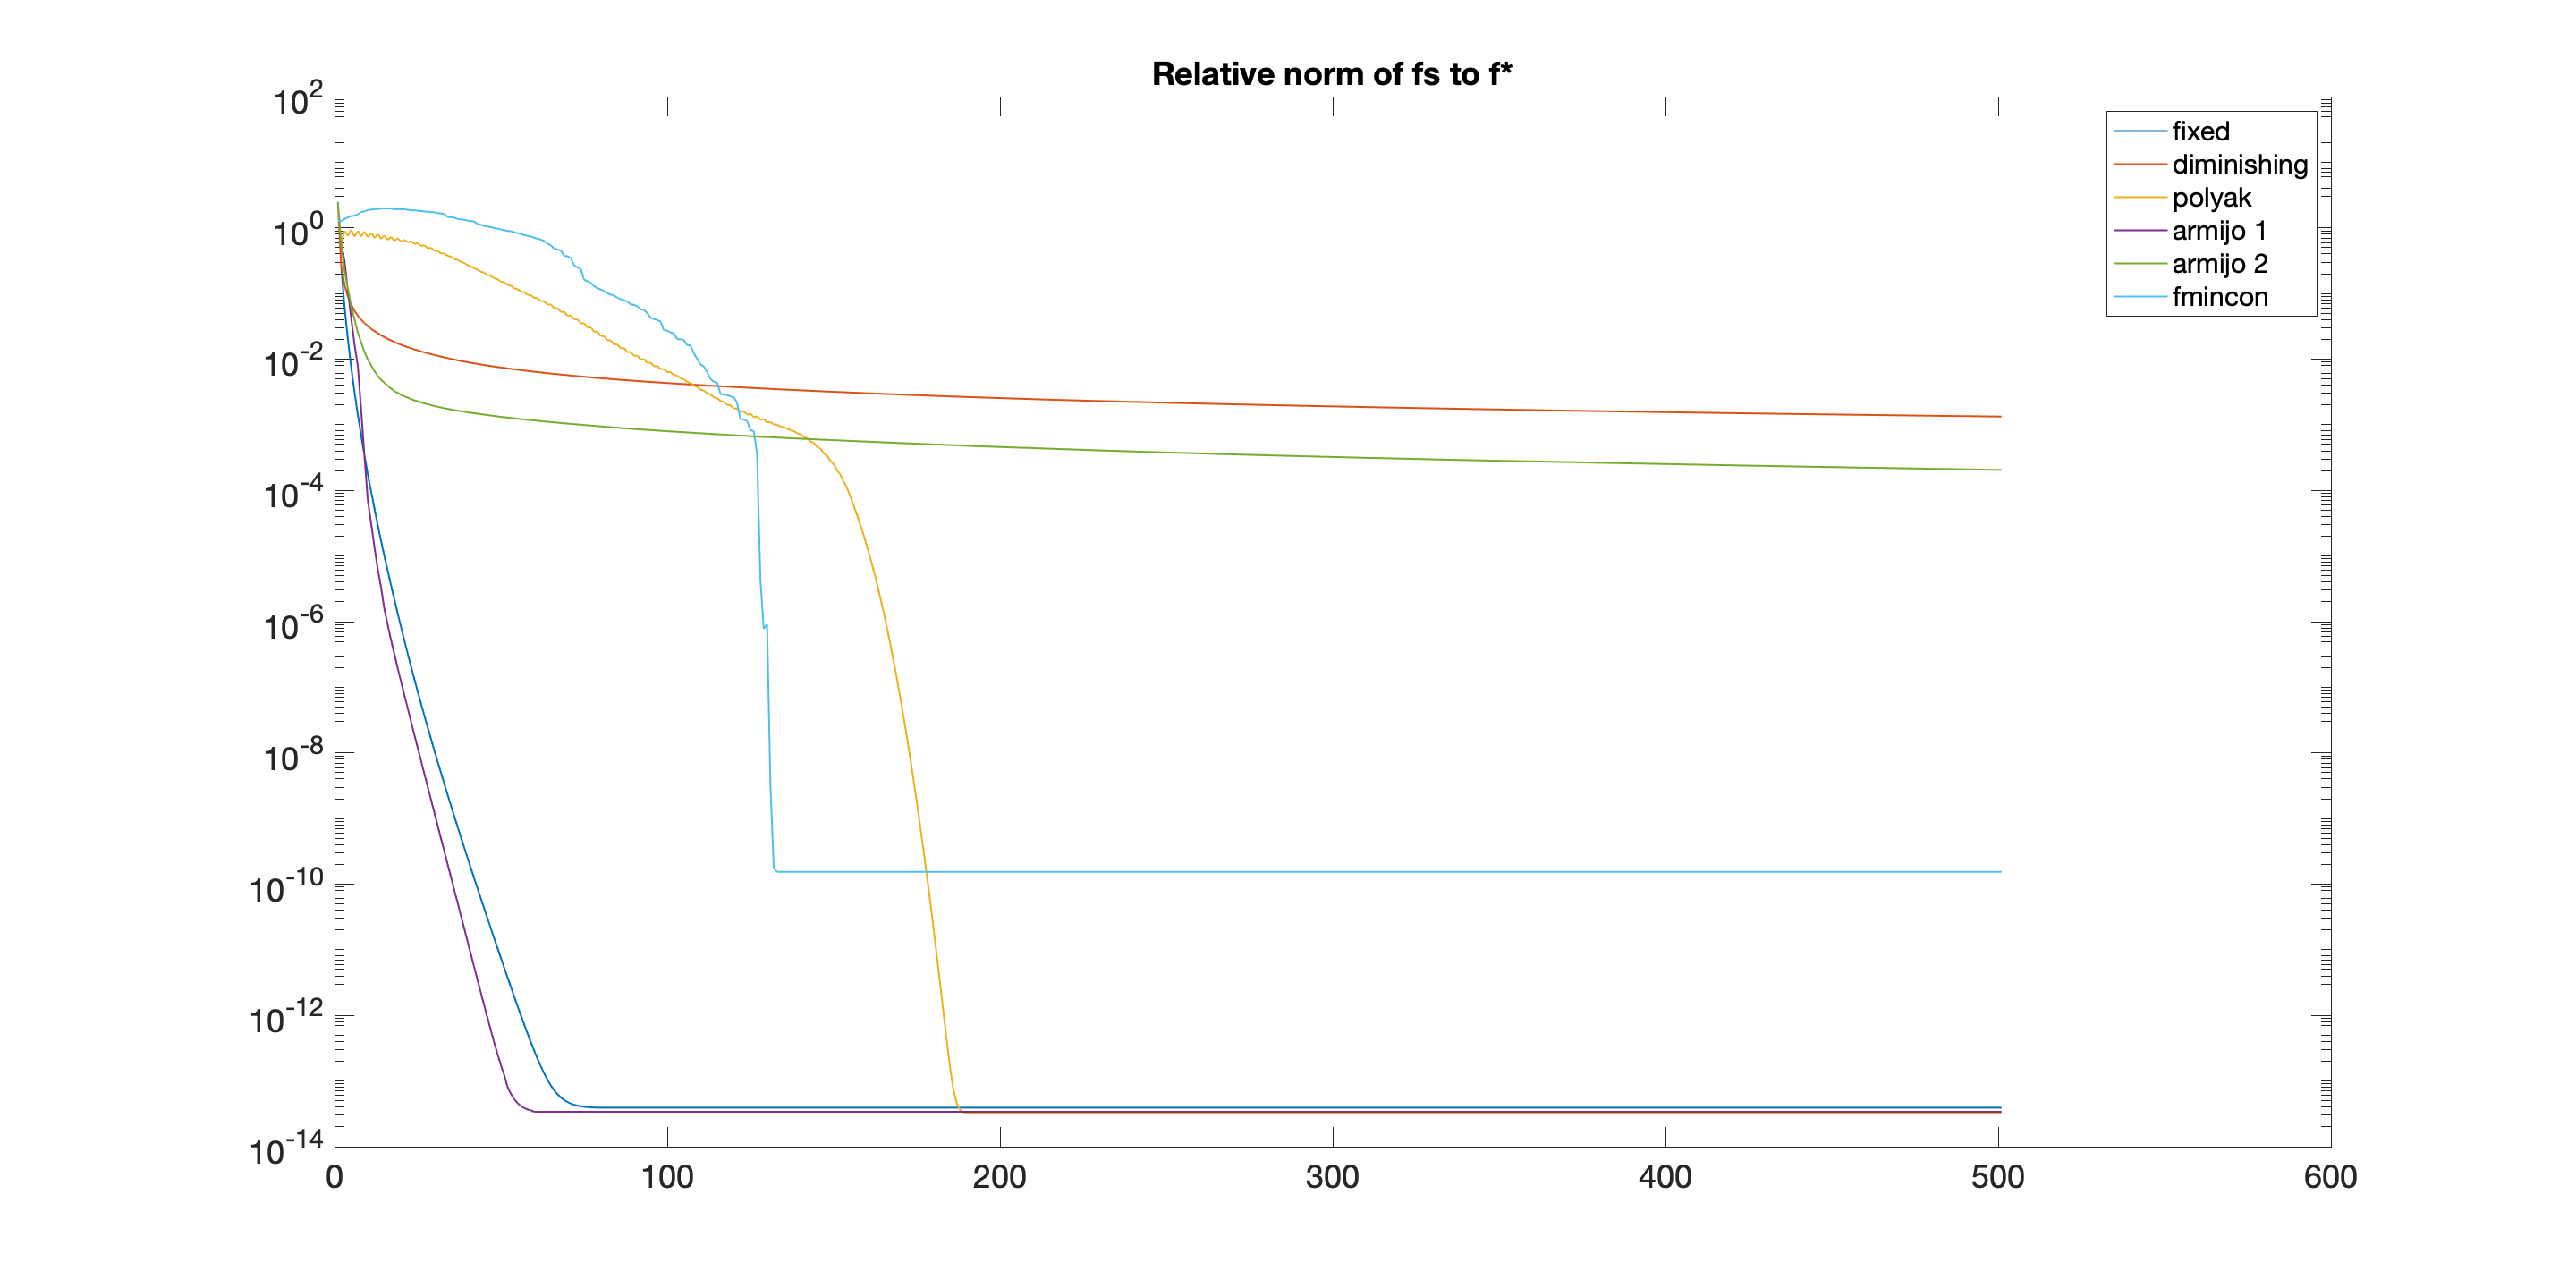 Relative norm of fs to f*
10^2
10^0
10^-2
10^-4
10^-6
10^-8
10^-10
10^-12
10^-14
0 100 200 300 400 500 600
fixed
diminishing
polyak
armijo 1
armijo 2
fmincon